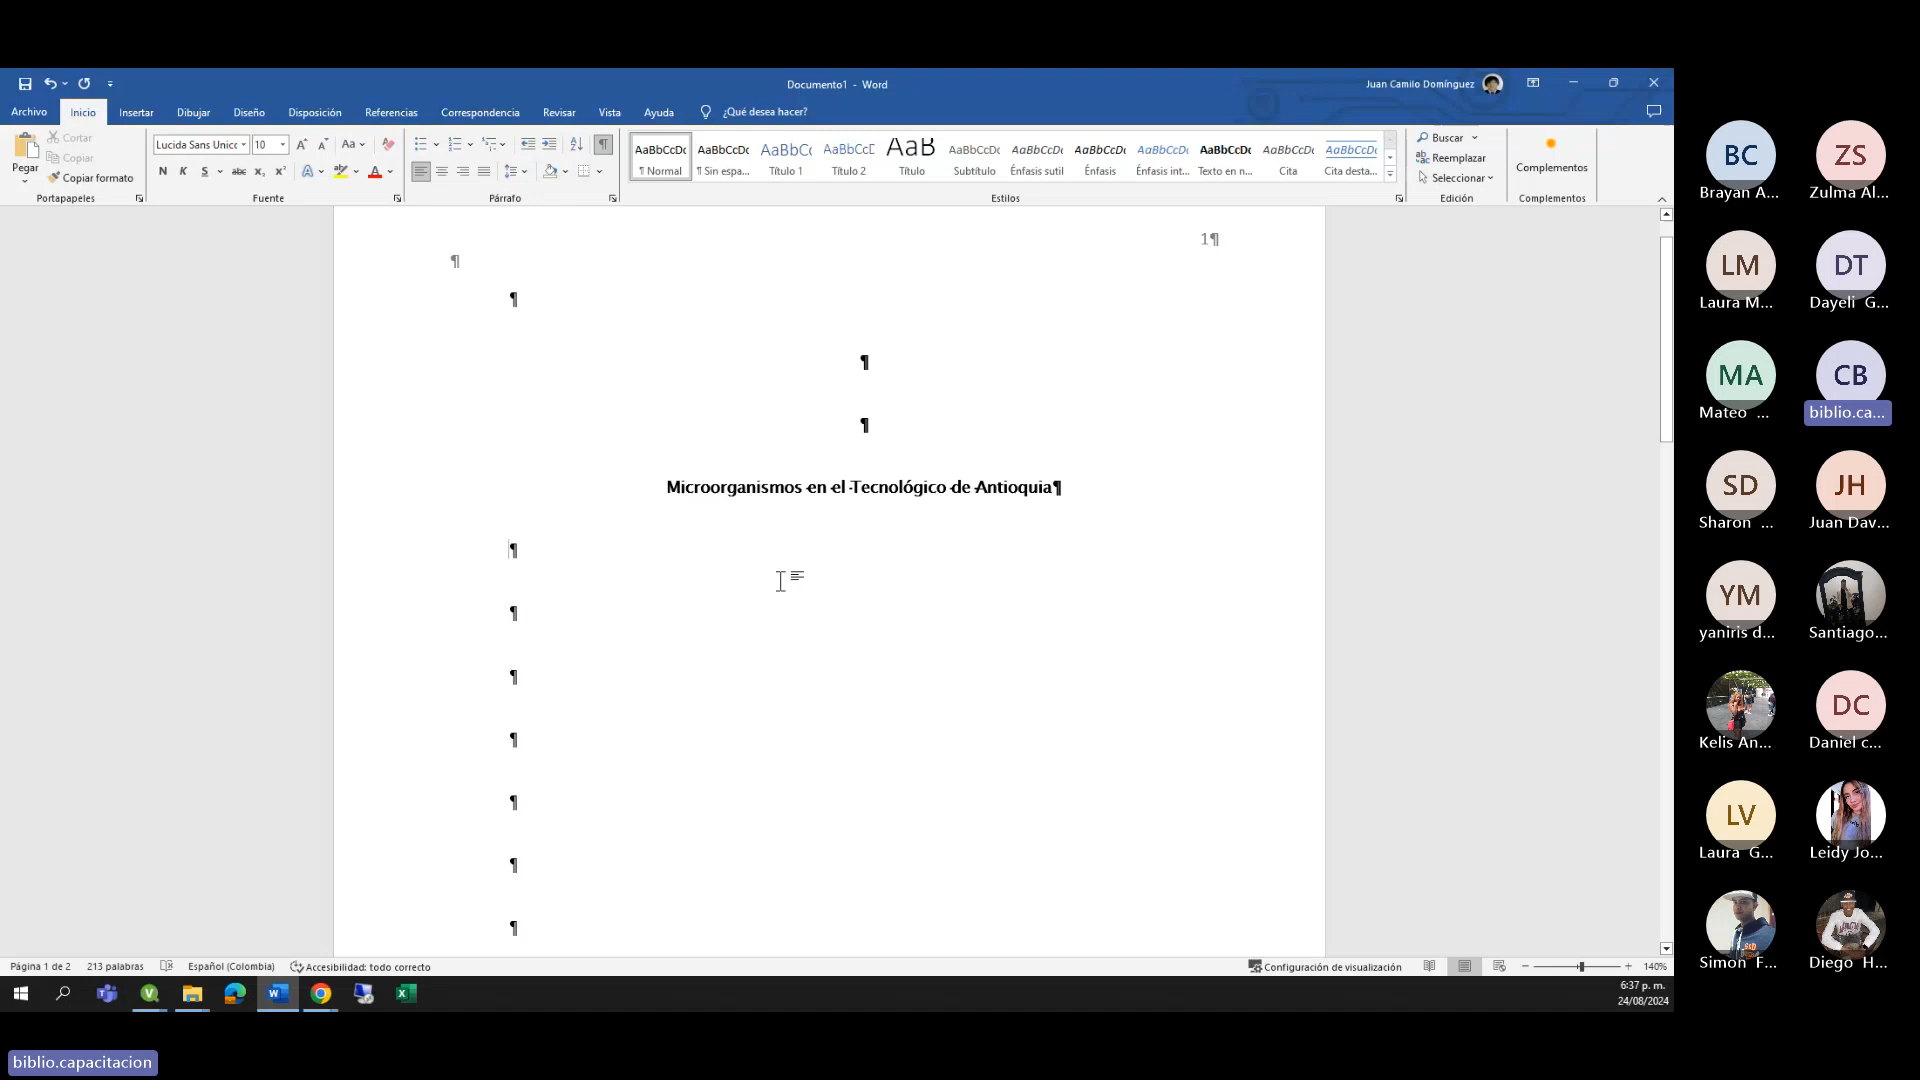 Documento1 - Word
Juan Camilo Domínguez
Archivo Inicio Insertar Dibujar Diseño Disposición Referencias Correspondencia Revisar Vista Ayuda ¿Qué desea hacer?
Pegar
Cortar
Copiar
Copiar formato
Portapapeles
Lucida Sans Unicc 10
Aa
N K S abc x₂ x²
A A
Fuente
Párrafo
AaBbCcDc AaBbCcDc AaBbCc AaBbCcD AaB AaBbCcDc AaBbCcDc AaBbCcDc AaBbCcDc AaBbCcDc AaBbCcDc AaBbCcDc
¶ Normal ¶ Sin espa... Título 1 Título 2 Título Subtítulo Énfasis sutil Énfasis Énfasis int... Texto en n... Cita Cita desta...
Estilos
Buscar
Reemplazar
Seleccionar
Edición
Complementos
Complementos
1¶
¶
¶
¶
¶
Microorganismos·en·el·Tecnológico·de·Antioquia¶
¶
¶
¶
¶
¶
¶
¶
Página 1 de 2 213 palabras Español (Colombia) Accesibilidad: todo correcto Configuración de visualización 140%
6:37 p. m.
24/08/2024
BC ZS
Brayan A... Zulma Al...
LM DT
Laura M... Dayeli G...
MA CB
Mateo ... biblio.ca...
SD JH
Sharon ... Juan Dav...
YM
yaniris d... Santiago...
DC
Kelis An... Daniel c...
LV
Laura G... Leidy Jo...
Simon F... Diego H...
biblio.capacitacion